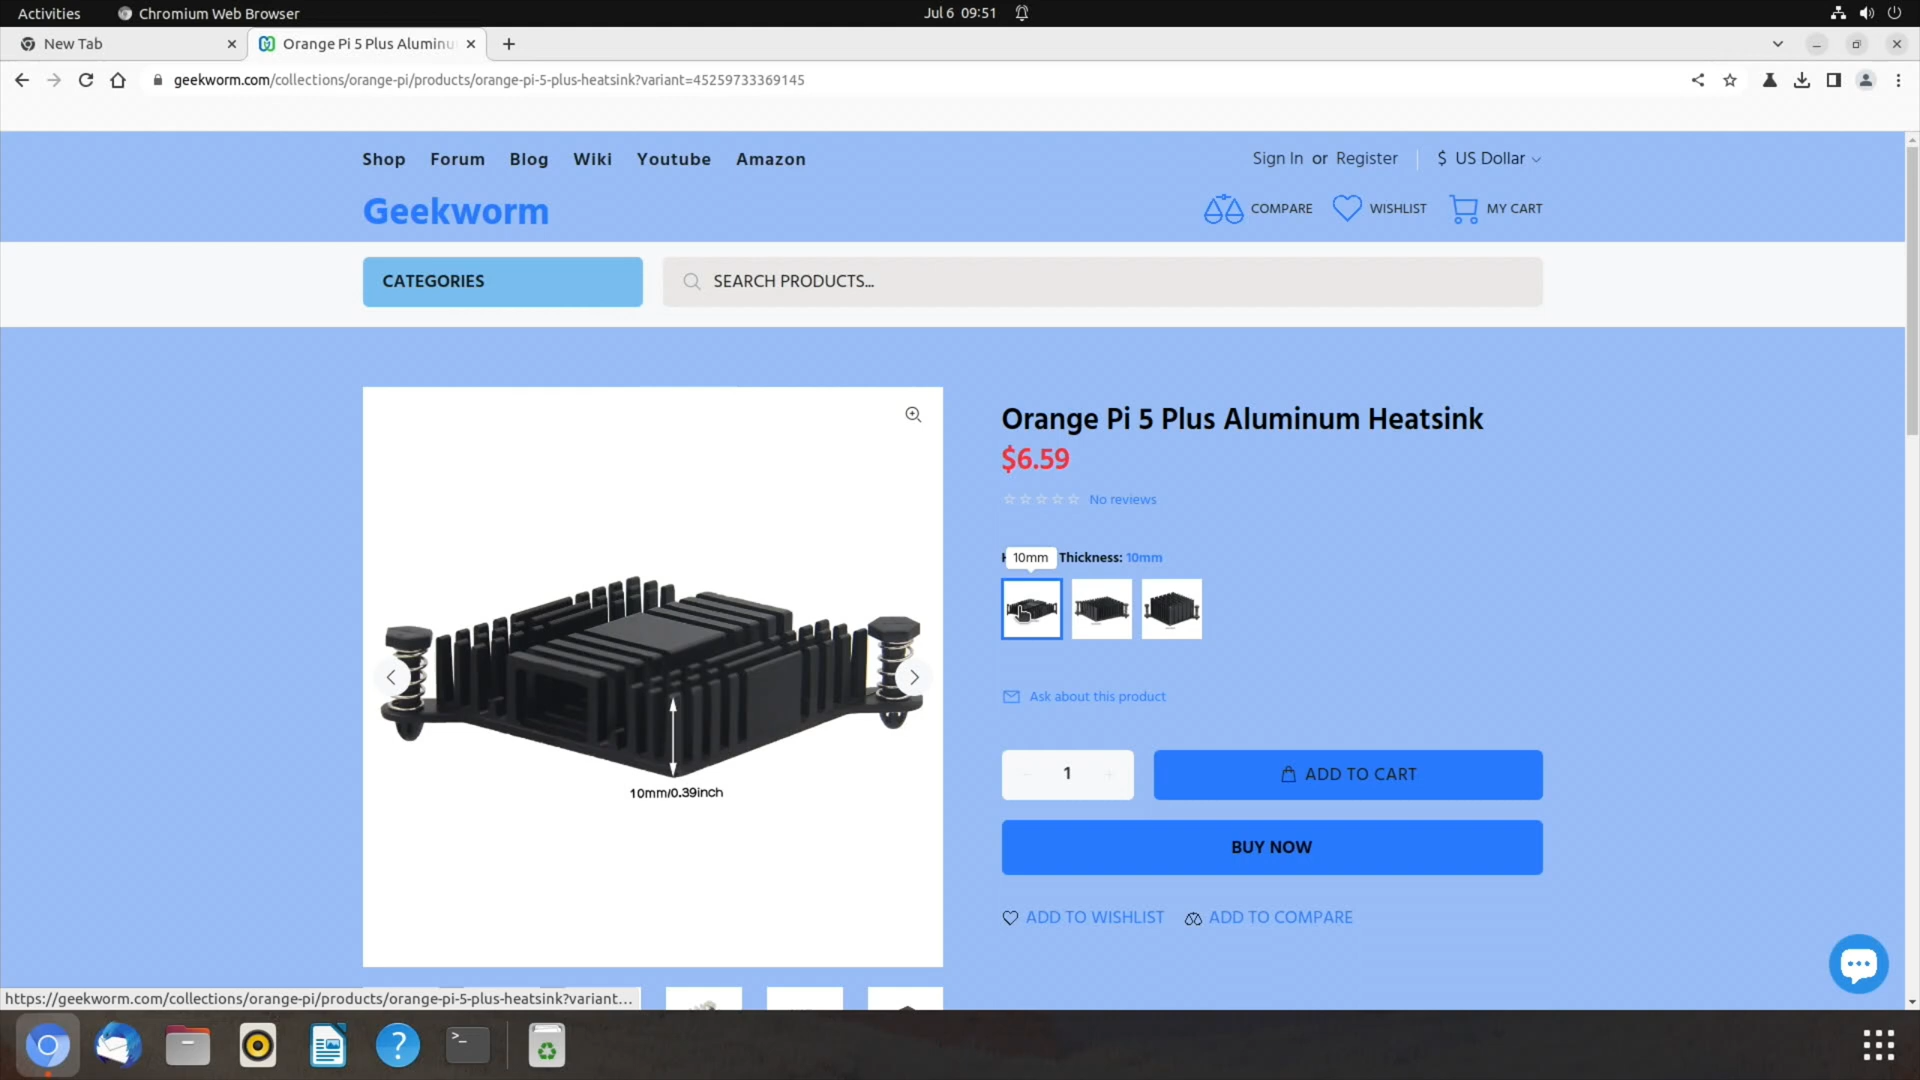 Activities
Chromium Web Browser
Jul 6 09:51
New Tab
Orange Pi 5 Plus Aluminu
geekworm.com/collections/orange-pi/products/orange-pi-5-plus-heatsink?variant=45259733369145
Shop Forum Blog Wiki Youtube Amazon
Sign In or Register
$ US Dollar
Geekworm
COMPARE
WISHLIST
MY CART
CATEGORIES
SEARCH PRODUCTS...
Orange Pi 5 Plus Aluminum Heatsink
$6.59
No reviews
10mm
Thickness: 10mm
Ask about this product
- 1 +
ADD TO CART
10mm/0.39inch
BUY NOW
ADD TO WISHLIST
ADD TO COMPARE
https://geekworm.com/collections/orange-pi/products/orange-pi-5-plus-heatsink?variant...